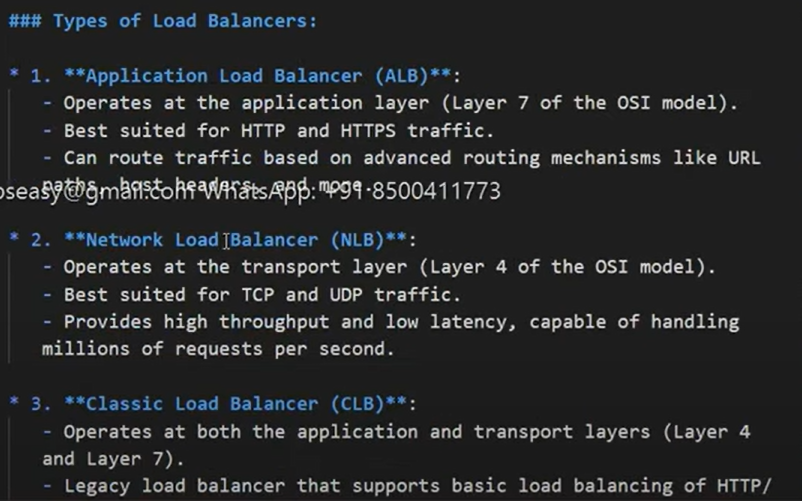 ### Types of Load Balancers:
* 1. **Application Load Balancer (ALB)**:
- Operates at the application layer (Layer 7 of the OSI model).
- Best suited for HTTP and HTTPS traffic.
- Can route traffic based on advanced routing mechanisms like URL
paths, host headers, and more.
oseasy@gmail.com WhatsApp: +91 8500411773
* 2. **Network Load Balancer (NLB)**:
- Operates at the transport layer (Layer 4 of the OSI model).
- Best suited for TCP and UDP traffic.
- Provides high throughput and low latency, capable of handling
millions of requests per second.
* 3. **Classic Load Balancer (CLB)**:
- Operates at both the application and transport layers (Layer 4
and Layer 7).
- Legacy load balancer that supports basic load balancing of HTTP/